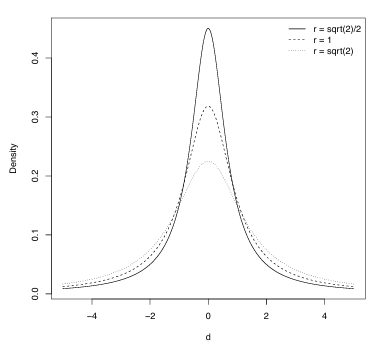 r = sqrt(2)/2
r = 1
r = sqrt(2)
Density
0.4
0.3
0.2
0.1
0.0
−4
−2
0
2
4
d